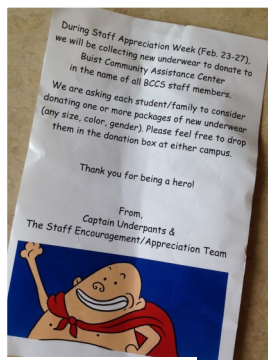 During Staff Appreciation Week (Feb. 23-27),
we will be collecting new underwear to donate to
Buist Community Assistance Center
in the name of all BCCS staff members.
We are asking each student/family to consider
donating one or more packages of new underwear
(any size, color, gender). Please feel free to drop
them in the donation box at either campus.
Thank you for being a hero!
From,
Captain Underpants &
The Staff Encouragement/Appreciation Team